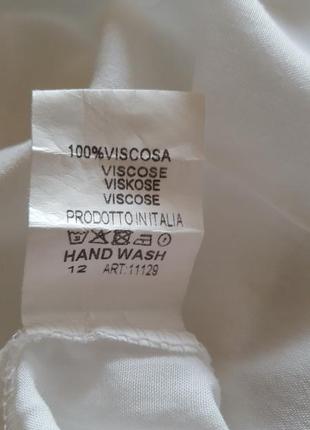 100%VISCOSA
VISCOSE
VISKOSE
VISCOSE
PRODOTTO IN ITALIA
HAND WASH
12 ART:11129